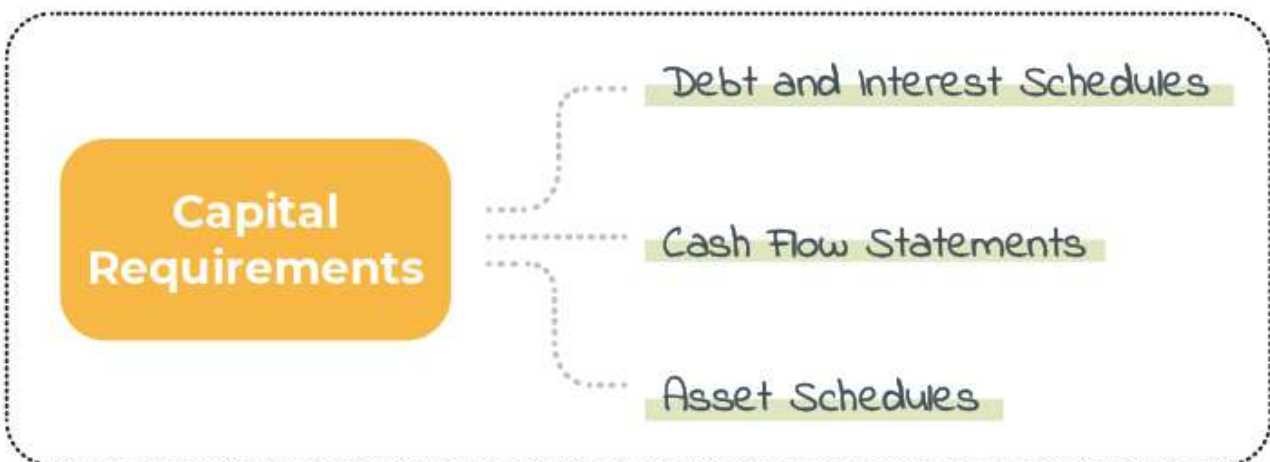 Capital
Requirements
Debt and Interest Schedules
Cash Flow Statements
Asset Schedules